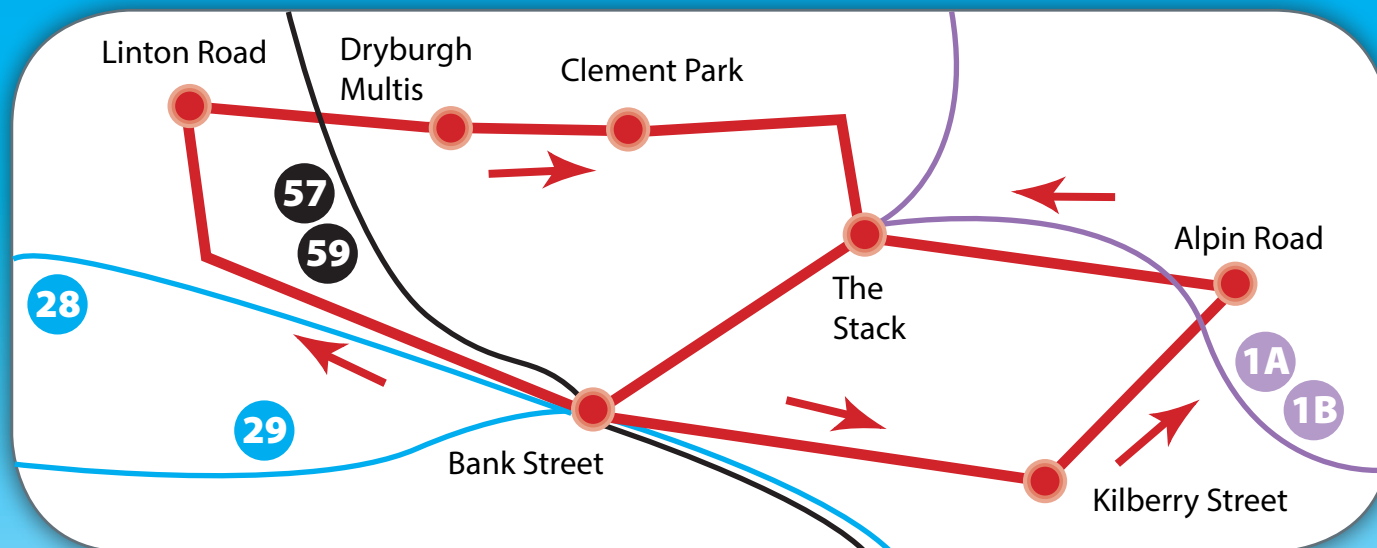 Linton Road
Dryburgh
Multis
Clement Park
57
59
28
29
The
Stack
Alpin Road
1A
1B
Bank Street
Kilberry Street